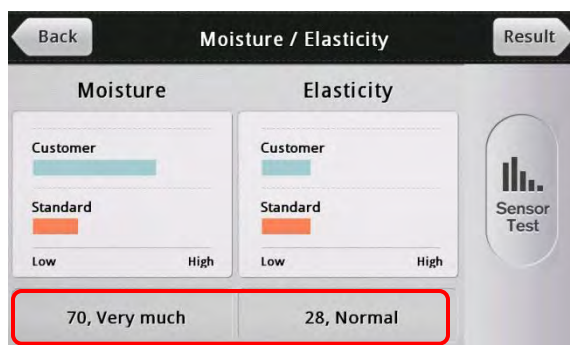 Back
Moisture / Elasticity
Result
Moisture
Elasticity
Customer
Standard
Low High
Customer
Standard
Low High
Sensor
Test
70, Very much
28, Normal